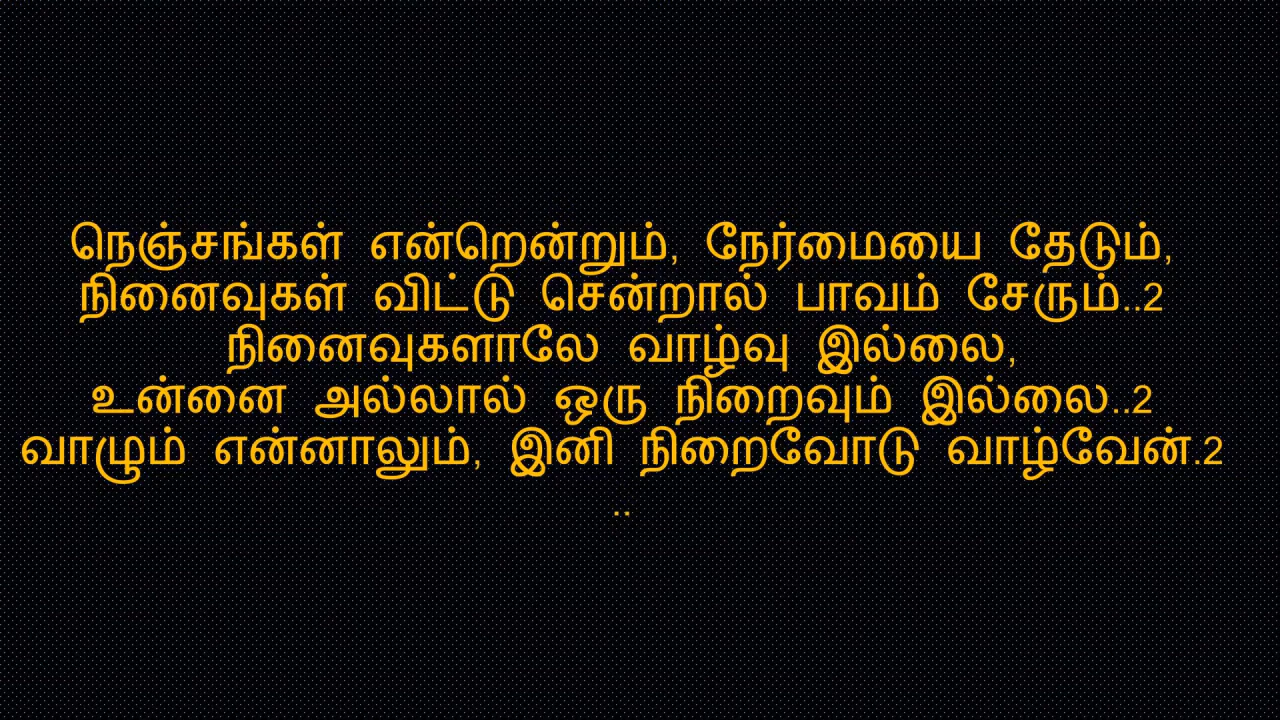 நெஞ்சங்கள் என்றென்றும், நேர்மையை தேடும்,
நினைவுகள் விட்டு சென்றால் பாவம் சேரும்..2
நினைவுகளாலே வாழ்வு இல்லை,
உன்னை அல்லால் ஒரு நிறைவும் இல்லை..2
வாழும் என்னாலும், இனி நிறைவோடு வாழ்வேன்.2
..